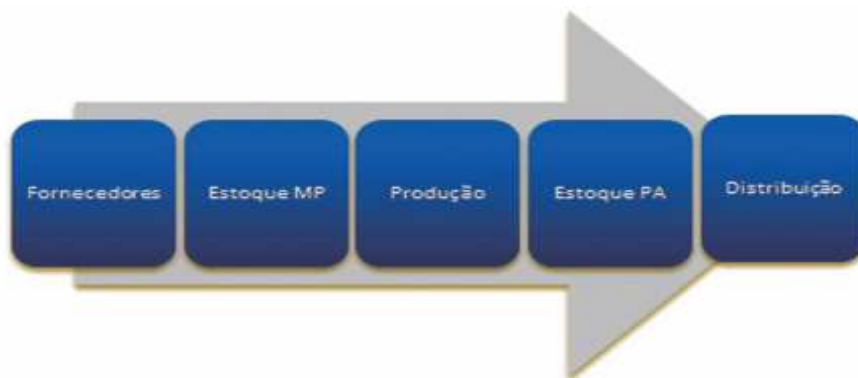 Fornecedores
Estoque MP
Produção
Estoque PA
Distribuição